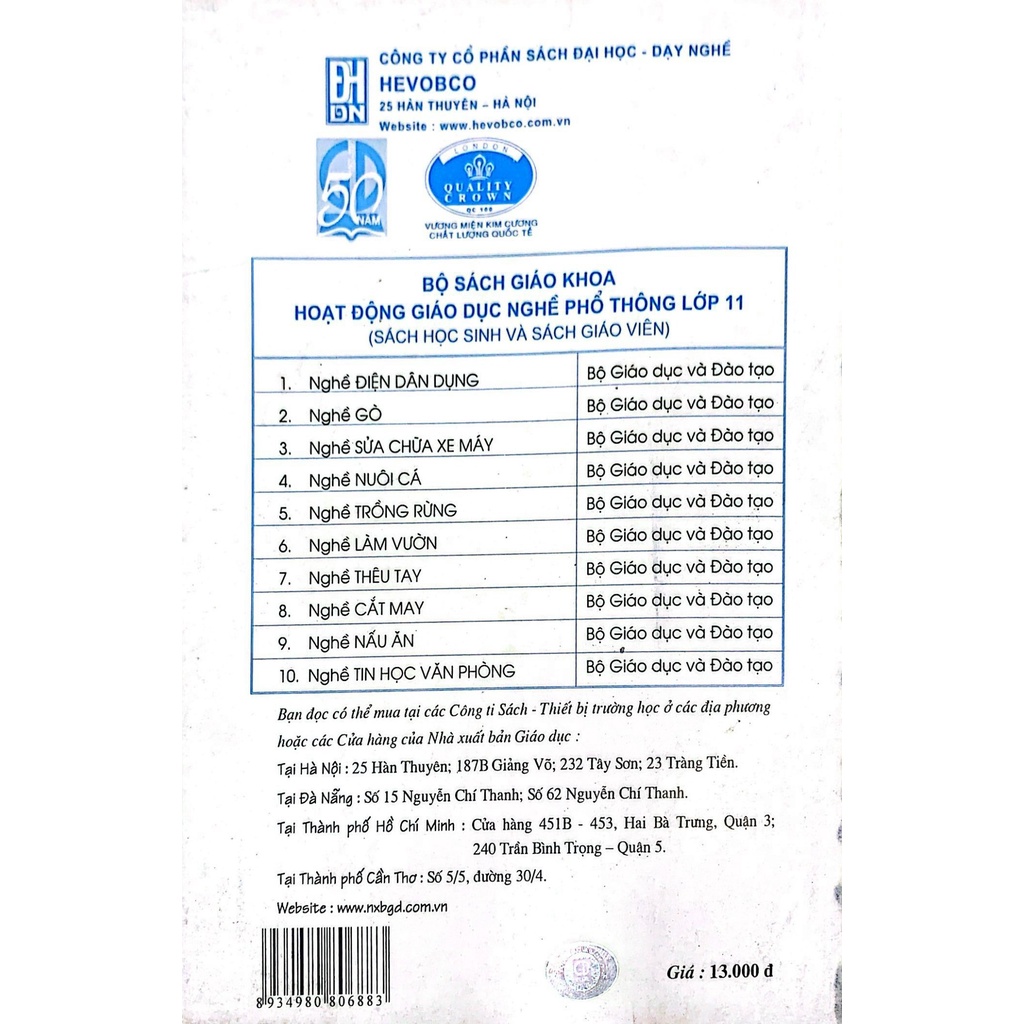 CÔNG TY CỔ PHẦN SÁCH ĐẠI HỌC - DẠY NGHỀ
HEVOBCO
25 HÀN THUYÊN – HÀ NỘI
Website : www.hevobco.com.vn
ĐH
DN
50
NĂM
LONDON
QUALITY
CROWN
QC 100
VƯƠNG MIỆN KIM CƯƠNG
CHẤT LƯỢNG QUỐC TẾ
BỘ SÁCH GIÁO KHOA
HOẠT ĐỘNG GIÁO DỤC NGHỀ PHỔ THÔNG LỚP 11
(SÁCH HỌC SINH VÀ SÁCH GIÁO VIÊN)
1. Nghề ĐIỆN DÂN DỤNG Bộ Giáo dục và Đào tạo
2. Nghề GÒ Bộ Giáo dục và Đào tạo
3. Nghề SỬA CHỮA XE MÁY Bộ Giáo dục và Đào tạo
4. Nghề NUÔI CÁ Bộ Giáo dục và Đào tạo
5. Nghề TRỒNG RỪNG Bộ Giáo dục và Đào tạo
6. Nghề LÀM VƯỜN Bộ Giáo dục và Đào tạo
7. Nghề THÊU TAY Bộ Giáo dục và Đào tạo
8. Nghề CẮT MAY Bộ Giáo dục và Đào tạo
9. Nghề NẤU ĂN Bộ Giáo dục và Đào tạo
10. Nghề TIN HỌC VĂN PHÒNG Bộ Giáo dục và Đào tạo
Bạn đọc có thể mua tại các Công ti Sách - Thiết bị trường học ở các địa phương
hoặc các Cửa hàng của Nhà xuất bản Giáo dục :
Tại Hà Nội : 25 Hàn Thuyên; 187B Giảng Võ; 232 Tây Sơn; 23 Tràng Tiền.
Tại Đà Nẵng : Số 15 Nguyễn Chí Thanh; Số 62 Nguyễn Chí Thanh.
Tại Thành phố Hồ Chí Minh : Cửa hàng 451B - 453, Hai Bà Trưng, Quận 3;
240 Trần Bình Trọng – Quận 5.
Tại Thành phố Cần Thơ : Số 5/5, đường 30/4.
Website : www.nxbgd.com.vn
8 934980 806883
Giá : 13.000 đ